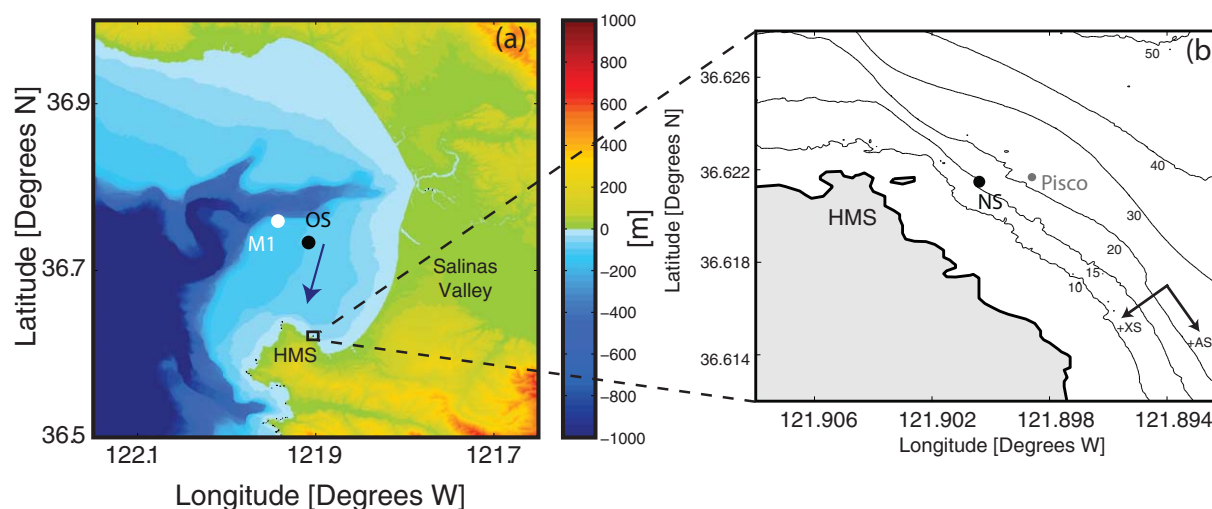 (a)
36.9
36.7
36.5
Latitude [Degrees N]
122.1
121.9
121.7
Longitude [Degrees W]
M1
OS
HMS
Salinas
Valley
1000
800
600
400
200
0
−200
−400
−600
−800
−1000
[m]
(b)
36.626
36.622
36.618
36.614
Latitude [Degrees N]
121.906
121.902
121.898
121.894
Longitude [Degrees W]
50
40
30
20
15
10
Pisco
NS
HMS
+XS
+AS